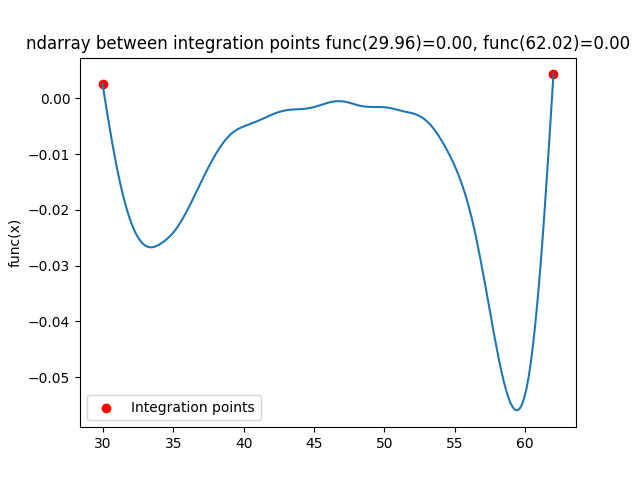 ndarray between integration points func(29.96)=0.00, func(62.02)=0.00
func(x)
0.00
−0.01
−0.02
−0.03
−0.04
−0.05
Integration points
30 35 40 45 50 55 60